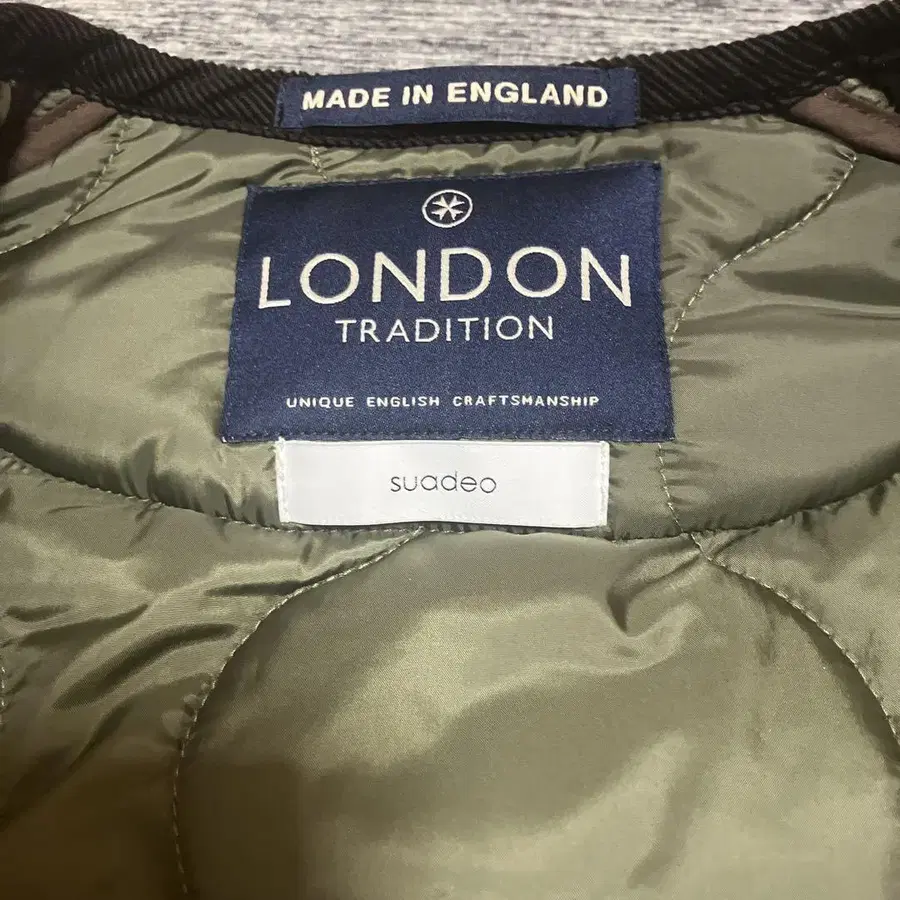 MADE IN ENGLAND
LONDON
TRADITION
UNIQUE ENGLISH CRAFTSMANSHIP
suadeo